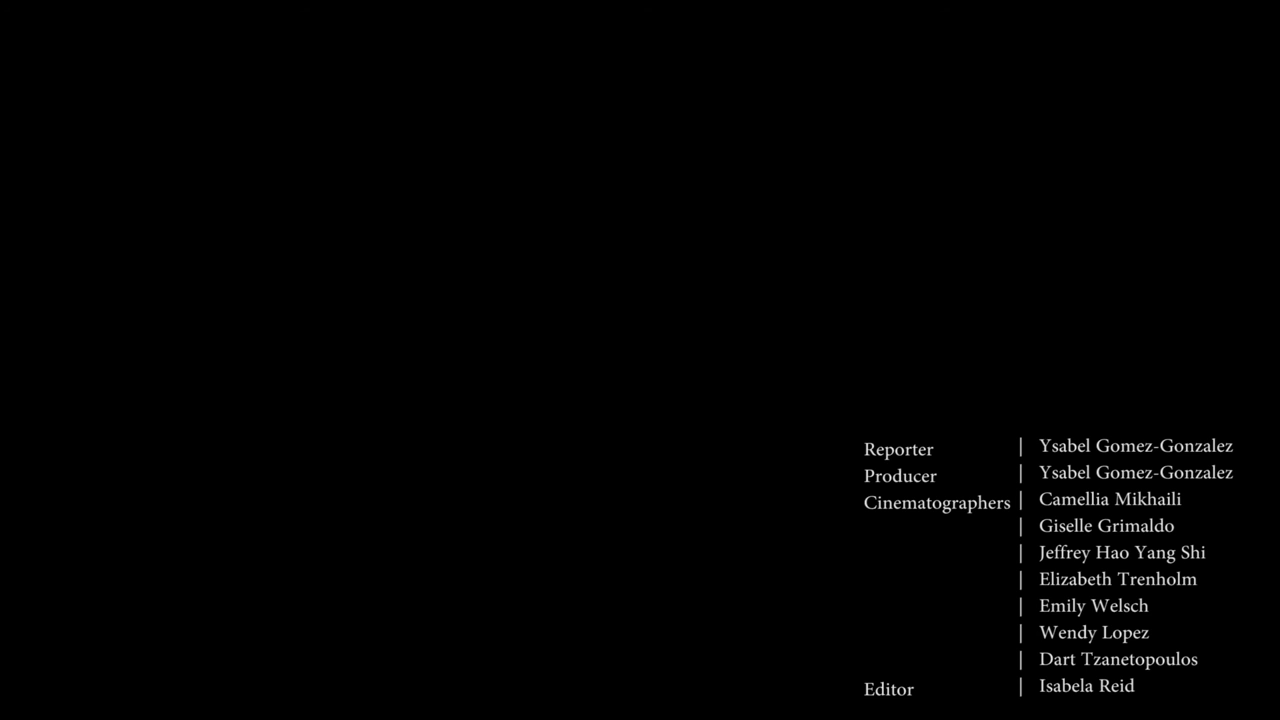 Reporter | Ysabel Gomez-Gonzalez
Producer | Ysabel Gomez-Gonzalez
Cinematographers | Camellia Mikhaili
| Giselle Grimaldo
| Jeffrey Hao Yang Shi
| Elizabeth Trenholm
| Emily Welsch
| Wendy Lopez
| Dart Tzanetopoulos
Editor | Isabela Reid